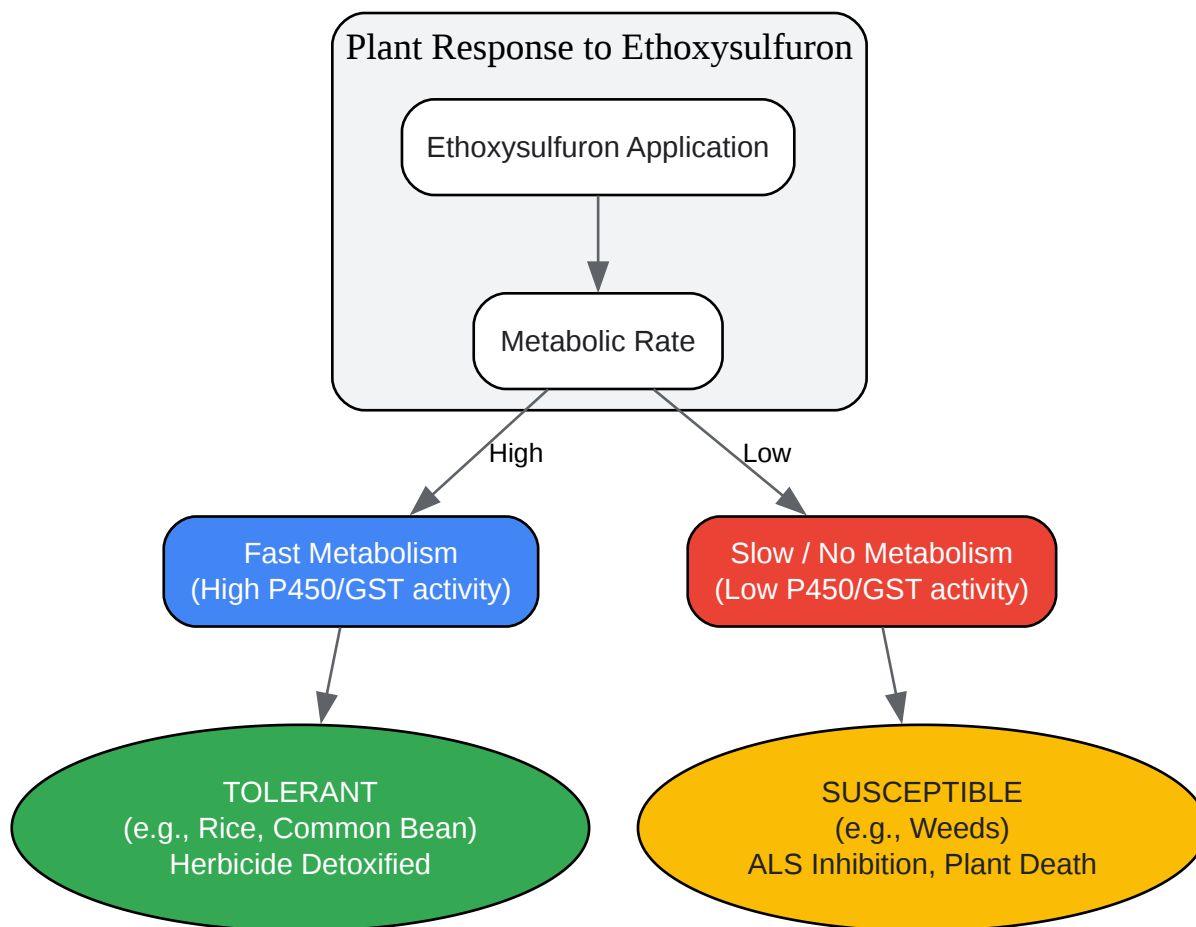 Plant Response to Ethoxysulfuron
Ethoxysulfuron Application
Metabolic Rate
High
Low
Fast Metabolism
(High P450/GST activity)
Slow / No Metabolism
(Low P450/GST activity)
TOLERANT
(e.g., Rice, Common Bean)
Herbicide Detoxified
SUSCEPTIBLE
(e.g., Weeds)
ALS Inhibition, Plant Death